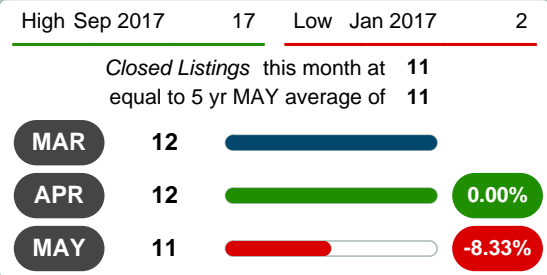 High Sep 2017 17 Low Jan 2017 2
Closed Listings this month at 11
equal to 5 yr MAY average of 11
MAR 12
APR 12 0.00%
MAY 11 -8.33%